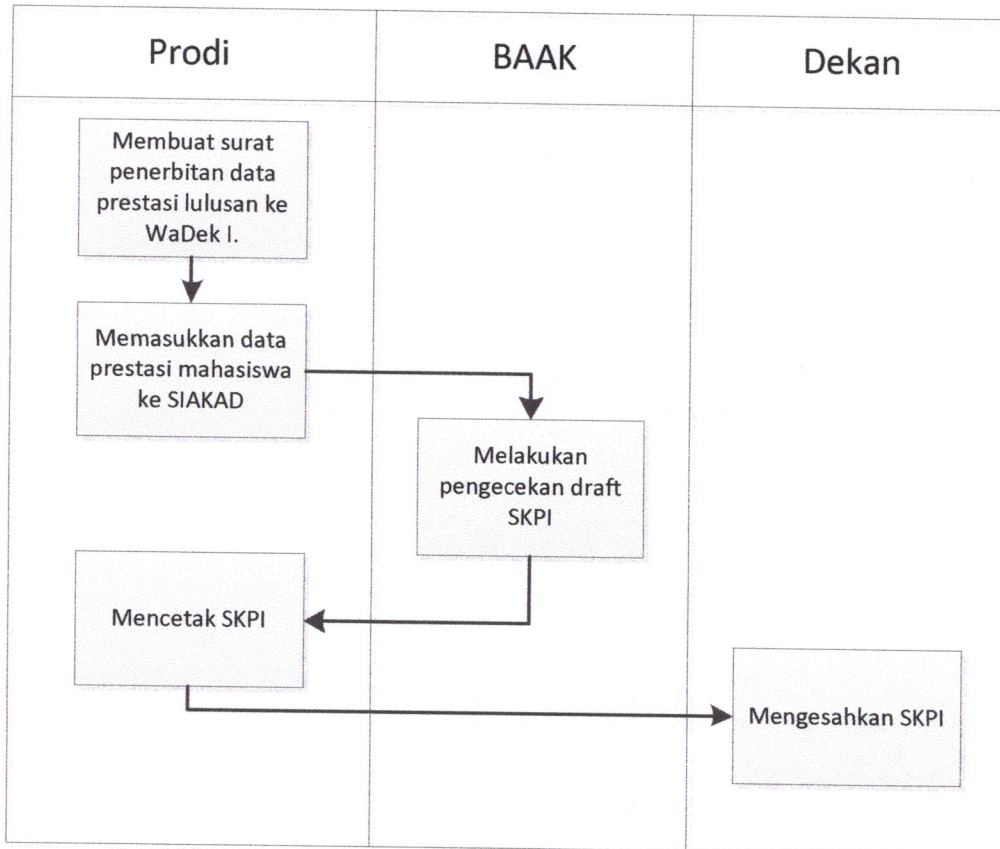 Prodi
BAAK
Dekan
Membuat surat
penerbitan data
prestasi lulusan ke
WaDek I.
Memasukkan data
prestasi mahasiswa
ke SIAKAD
Melakukan
pengecekan draft
SKPI
Mencetak SKPI
Mengesahkan SKPI